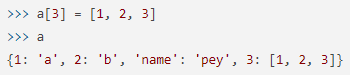 >>> a[3] = [1, 2, 3]
>>> a
{1: 'a', 2: 'b', 'name': 'pey', 3: [1, 2, 3]}